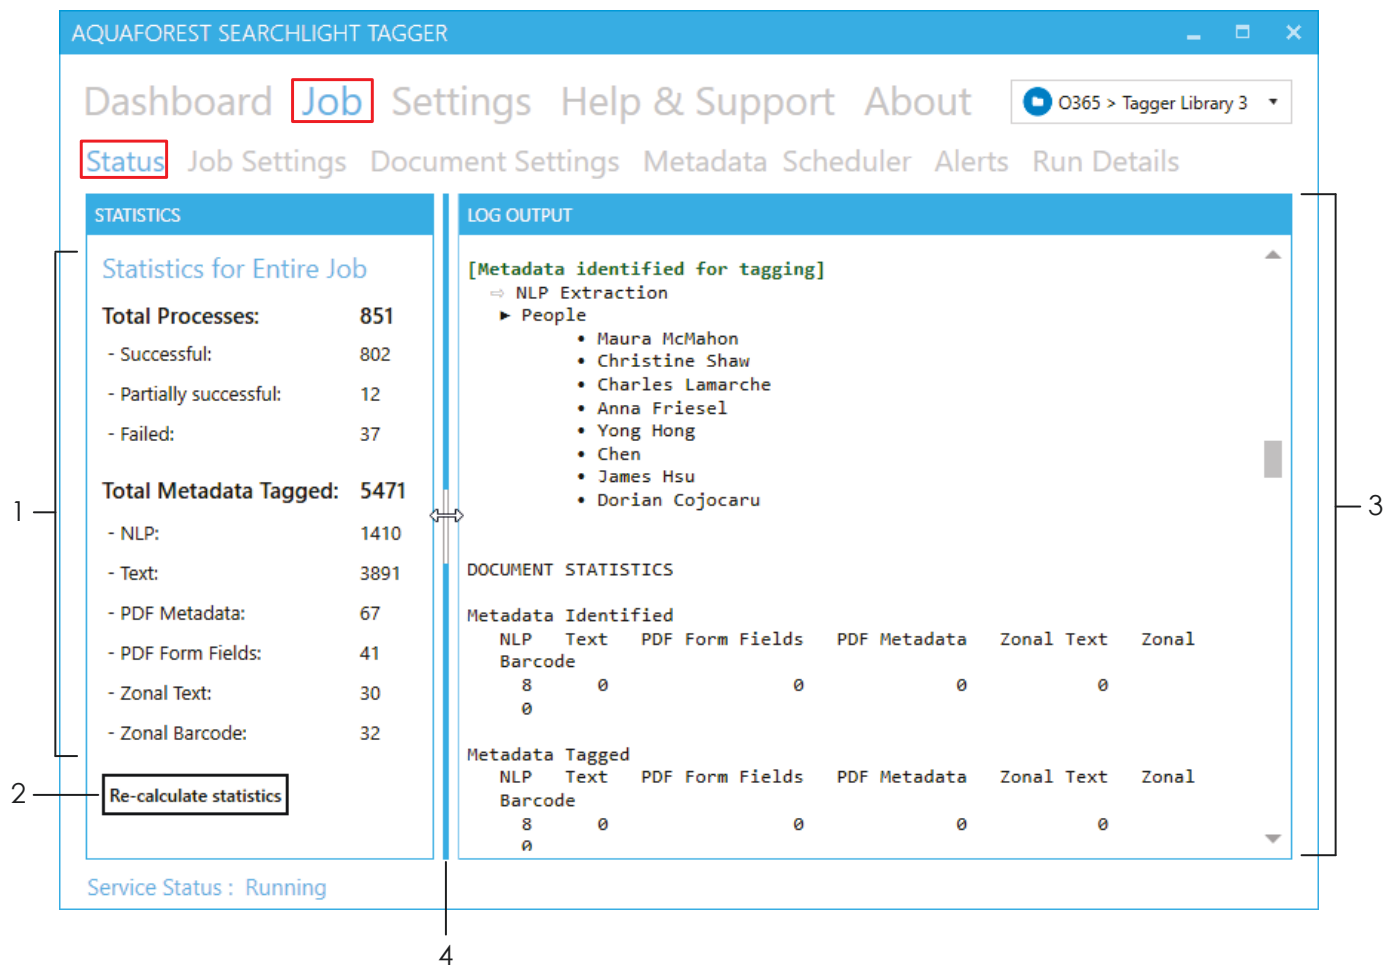 AQUAFOREST SEARCHLIGHT TAGGER
Dashboard Job Settings Help & Support About
O365 > Tagger Library 3
Status Job Settings Document Settings Metadata Scheduler Alerts Run Details
STATISTICS
Statistics for Entire Job
Total Processes: 851
- Successful: 802
- Partially successful: 12
- Failed: 37
Total Metadata Tagged: 5471
- NLP: 1410
- Text: 3891
- PDF Metadata: 67
- PDF Form Fields: 41
- Zonal Text: 30
- Zonal Barcode: 32
Re-calculate statistics
LOG OUTPUT
[Metadata identified for tagging]
⇨ NLP Extraction
► People
• Maura McMahon
• Christine Shaw
• Charles Lamarche
• Anna Friesel
• Yong Hong
• Chen
• James Hsu
• Dorian Cojocaru
DOCUMENT STATISTICS
Metadata Identified
NLP Text PDF Form Fields PDF Metadata Zonal Text Zonal
Barcode
8 0 0 0 0
0
Metadata Tagged
NLP Text PDF Form Fields PDF Metadata Zonal Text Zonal
Barcode
8 0 0 0 0
0
Service Status : Running
1
2
3
4